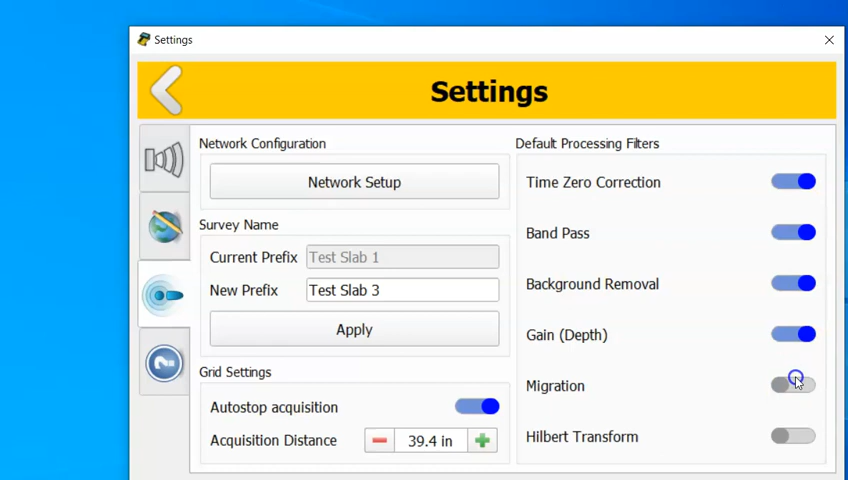 Settings
Settings
Network Configuration
Network Setup
Survey Name
Current Prefix Test Slab 1
New Prefix Test Slab 3
Apply
Grid Settings
Autostop acquisition
Acquisition Distance 39.4 in
Default Processing Filters
Time Zero Correction
Band Pass
Background Removal
Gain (Depth)
Migration
Hilbert Transform